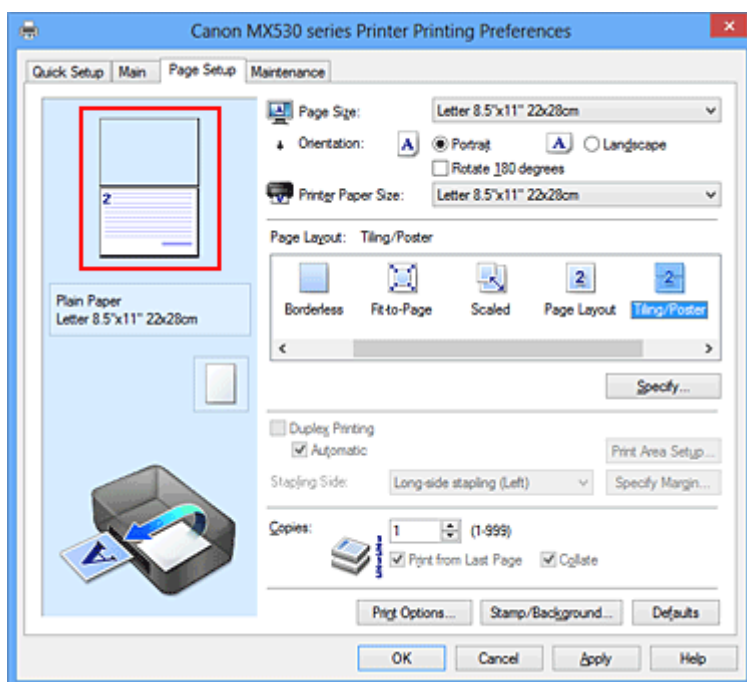 Canon MX530 series Printer Printing Preferences
Quick Setup Main Page Setup Maintenance
2
Plain Paper
Letter 8.5"x11" 22x28cm
A
Page Size: Letter 8.5"x11" 22x28cm
Orientation: A Portrait A Landscape
Rotate 180 degrees
Printer Paper Size: Letter 8.5"x11" 22x28cm
Page Layout: Tiling/Poster
2 2
Borderless Fit-to-Page Scaled Page Layout Tiling/Poster
Specify...
Duplex Printing
Automatic Print Area Setup...
Stapling Side: Long-side stapling (Left) Specify Margin...
Copies: 1 (1-999)
Print from Last Page Collate
Print Options... Stamp/Background... Defaults
OK Cancel Apply Help